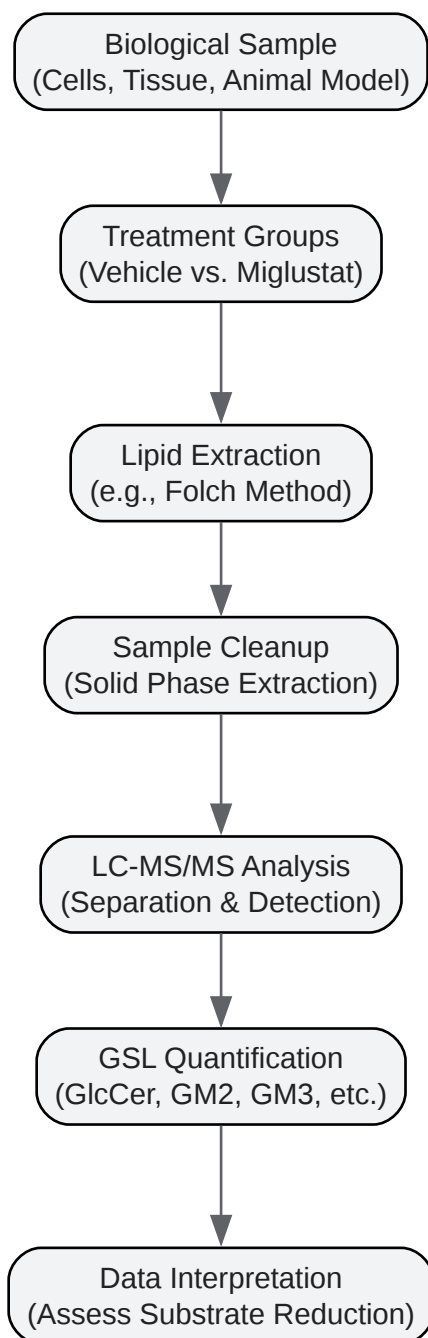 Biological Sample
(Cells, Tissue, Animal Model)
Treatment Groups
(Vehicle vs. Miglustat)
Lipid Extraction
(e.g., Folch Method)
Sample Cleanup
(Solid Phase Extraction)
LC-MS/MS Analysis
(Separation & Detection)
GSL Quantification
(GlcCer, GM2, GM3, etc.)
Data Interpretation
(Assess Substrate Reduction)